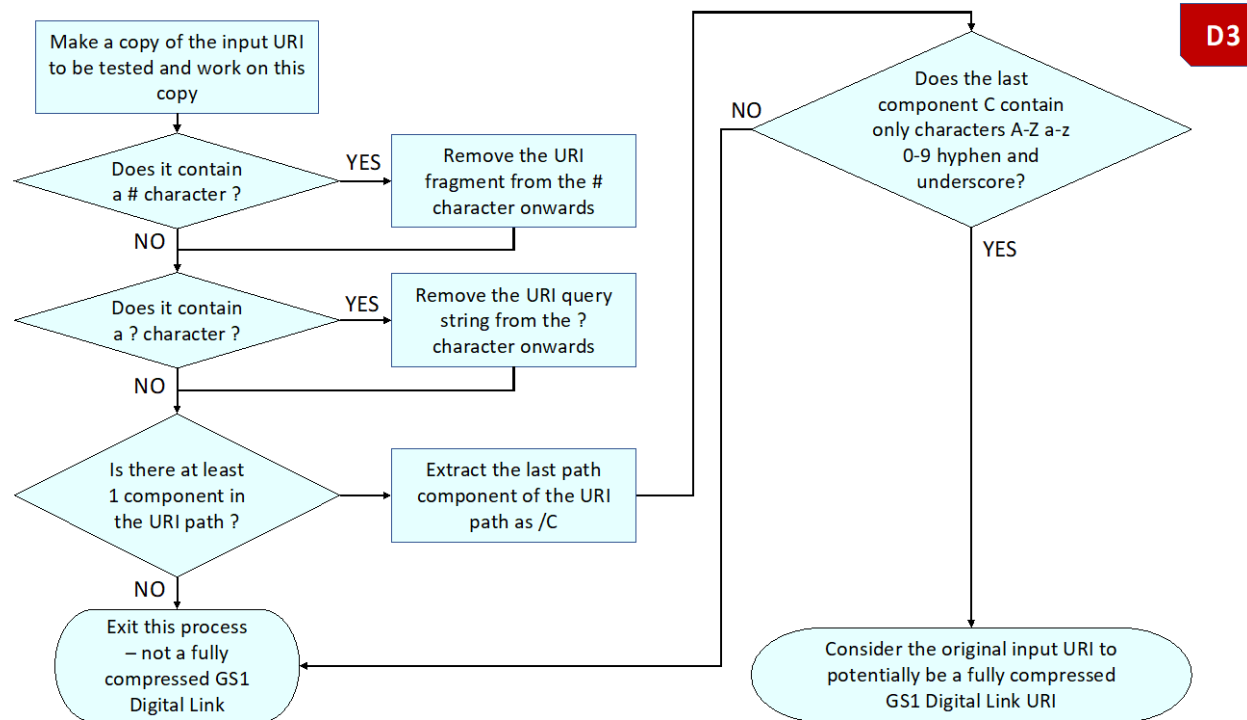 Make a copy of the input URI
to be tested and work on this
copy
Does it contain
a # character ?
YES
Remove the URI
fragment from the #
character onwards
NO
Does it contain
a ? character ?
YES
Remove the URI query
string from the ?
character onwards
NO
Is there at least
1 component in
the URI path ?
Extract the last path
component of the URI
path as /C
NO
Exit this process
– not a fully
compressed GS1
Digital Link
D3
Does the last
component C contain
only characters A-Z a-z
0-9 hyphen and
underscore?
NO
YES
Consider the original input URI to
potentially be a fully compressed
GS1 Digital Link URI